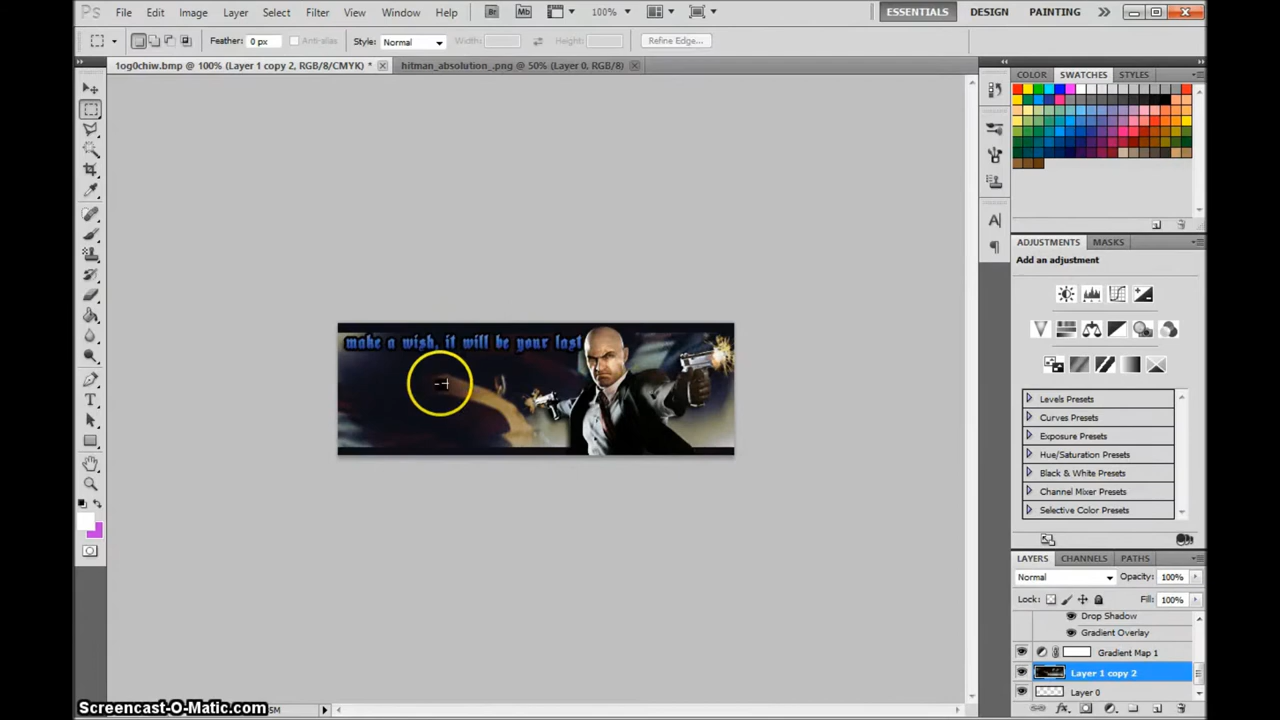 Ps File Edit Image Layer Select Filter View Window Help Br Mb 100% ESSENTIALS DESIGN PAINTING
Feather: 0 px Anti-alias Style: Normal Width: Height: Refine Edge...
1og0chiw.bmp @ 100% (Layer 1 copy 2, RGB/8/CMYK) * hitman_absolution_.png @ 50% (Layer 0, RGB/8)
COLOR SWATCHES STYLES
ADJUSTMENTS MASKS
Add an adjustment
make a wish, it will be your last
Levels Presets
Curves Presets
Exposure Presets
Hue/Saturation Presets
Black & White Presets
Channel Mixer Presets
Selective Color Presets
LAYERS CHANNELS PATHS
Normal Opacity: 100%
Lock: Fill: 100%
Drop Shadow
Gradient Overlay
Gradient Map 1
Layer 1 copy 2
Layer 0
Screencast-O-Matic.com 5M